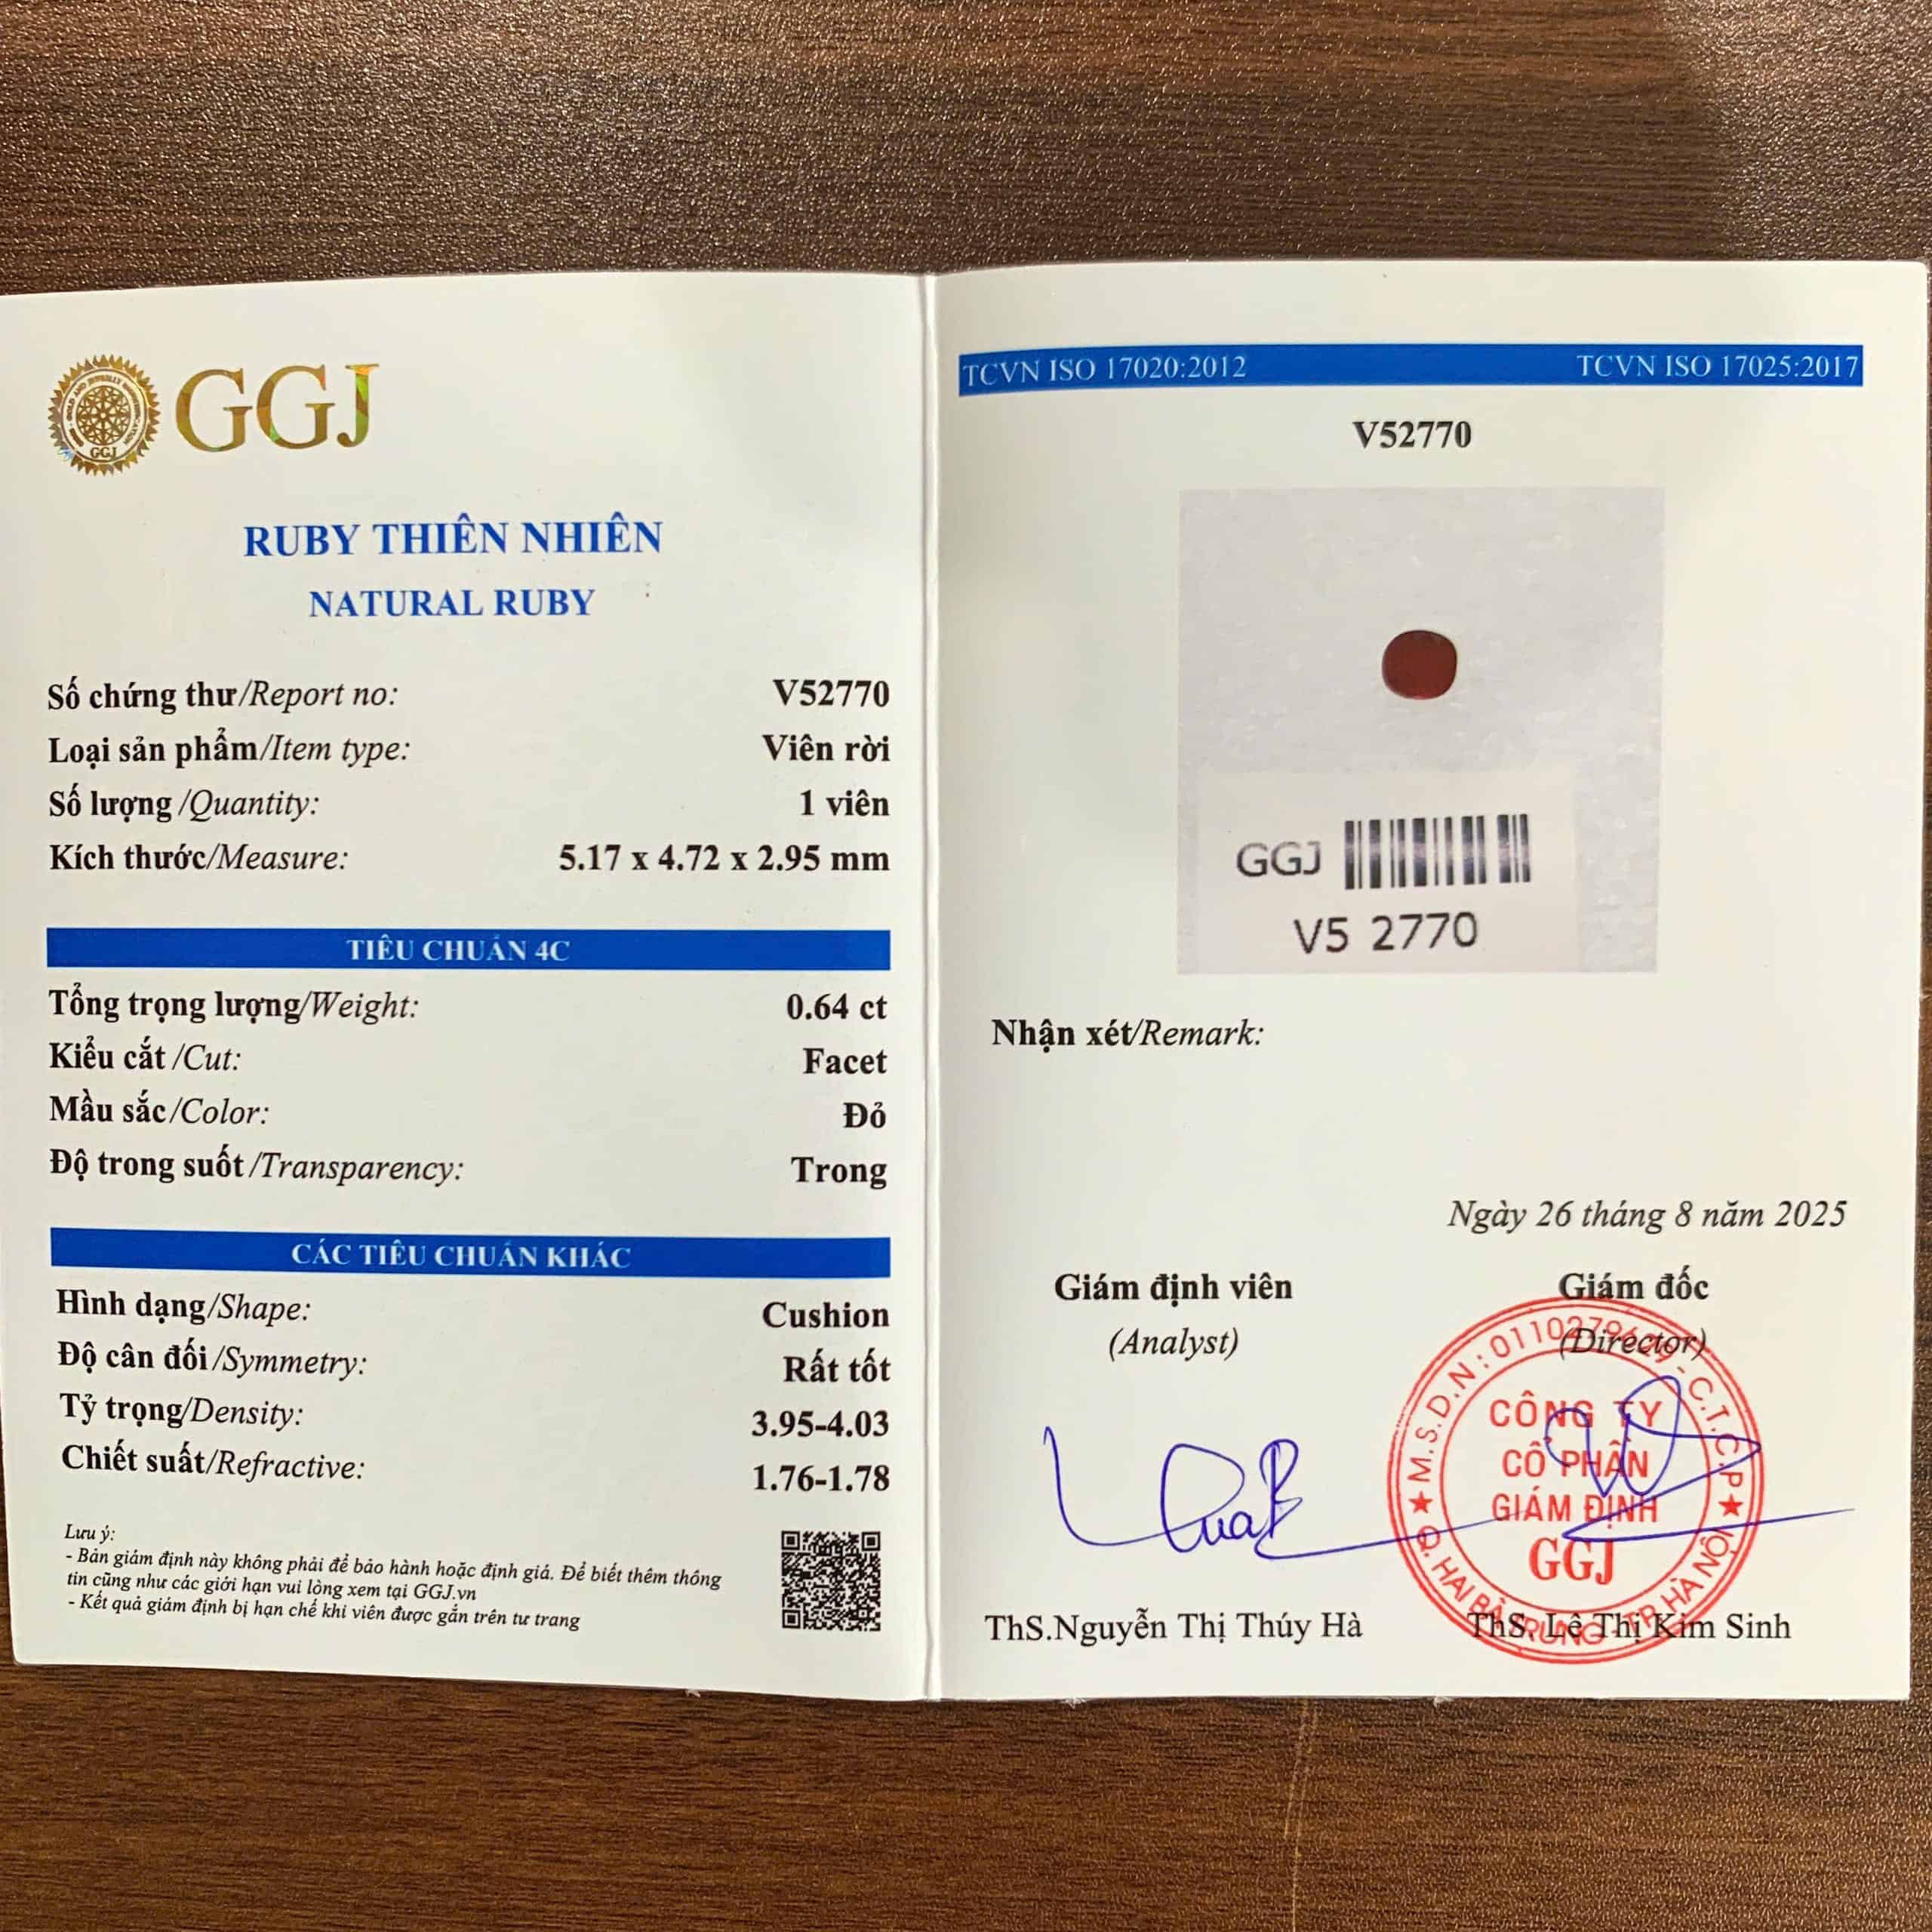 GGJ
GGJ
RUBY THIÊN NHIÊN
NATURAL RUBY
Số chứng thư/Report no: V52770
Loại sản phẩm/Item type: Viên rời
Số lượng /Quantity: 1 viên
Kích thước/Measure: 5.17 x 4.72 x 2.95 mm
TIÊU CHUẨN 4C
Tổng trọng lượng/Weight: 0.64 ct
Kiểu cắt /Cut: Facet
Mầu sắc/Color: Đỏ
Độ trong suốt /Transparency: Trong
CÁC TIÊU CHUẨN KHÁC
Hình dạng/Shape: Cushion
Độ cân đối/Symmetry: Rất tốt
Tỷ trọng/Density: 3.95-4.03
Chiết suất/Refractive: 1.76-1.78
Lưu ý:
- Bản giám định này không phải để bảo hành hoặc định giá. Để biết thêm thông
tin cũng như các giới hạn vui lòng xem tại GGJ.vn
- Kết quả giám định bị hạn chế khi viên được gắn trên tư trang
TCVN ISO 17020:2012 TCVN ISO 17025:2017
V52770
GGJ
V5 2770
Nhận xét/Remark:
Ngày 26 tháng 8 năm 2025
Giám định viên Giám đốc
(Analyst) (Director)
M.S.D.N: 0110279629 - C.T.C.P
CÔNG TY
CỔ PHẦN
GIÁM ĐỊNH
GGJ
Q. HAI BÀ TRƯNG - TP. HÀ NỘI
ThS.Nguyễn Thị Thúy Hà ThS. Lê Thị Kim Sinh